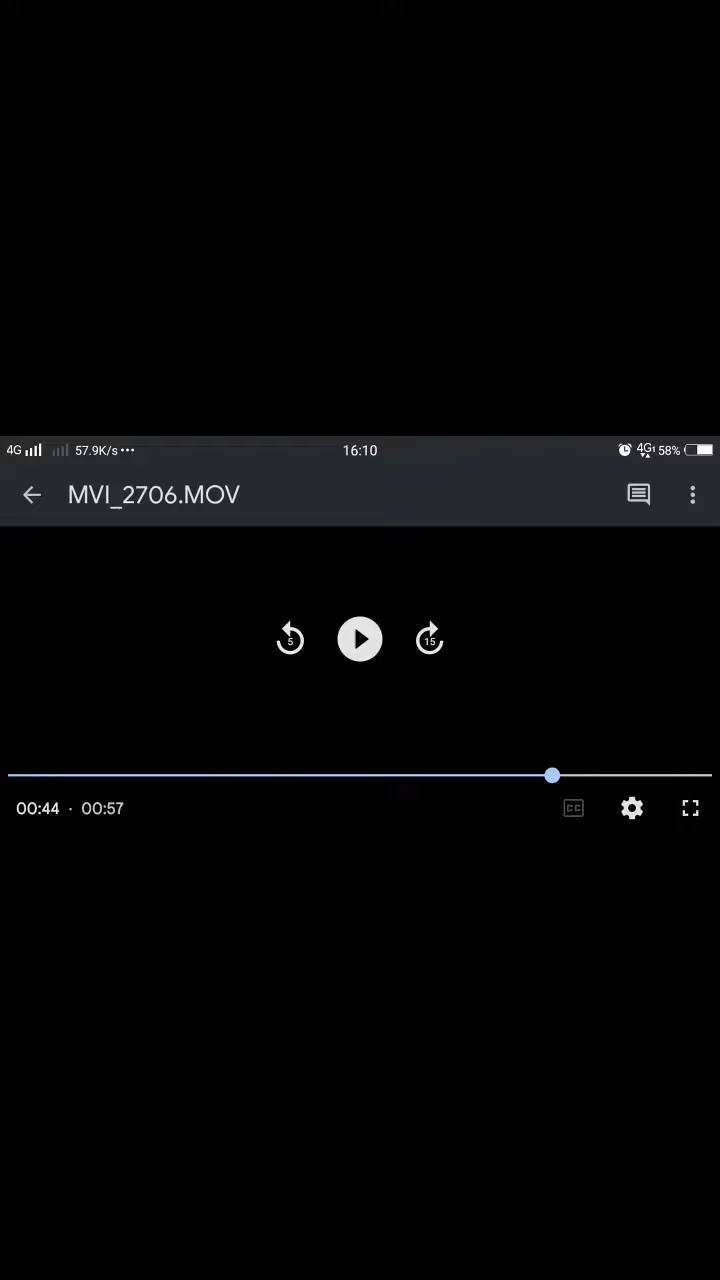 4G 57.9K/s ••• 16:10 4G 58%
MVI_2706.MOV
5 15
00:44 · 00:57
CC